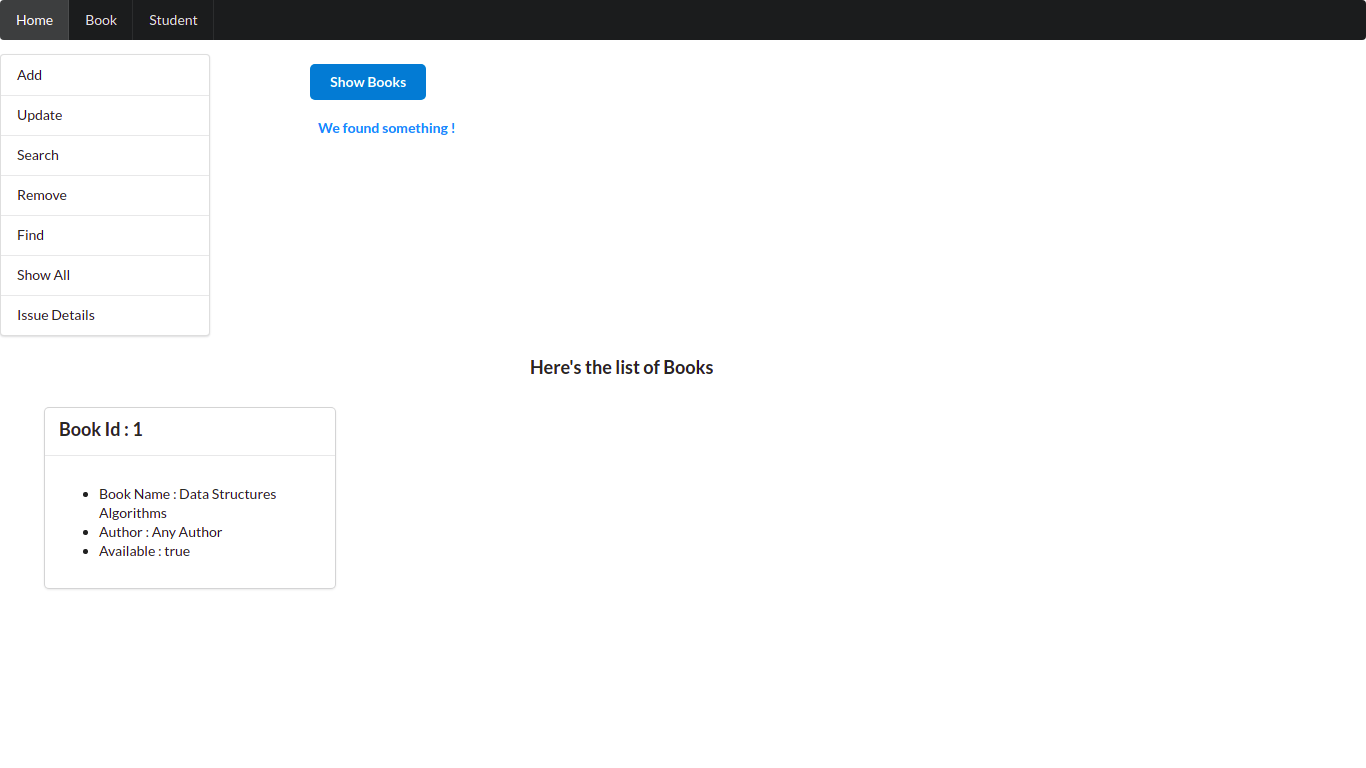 Home Book Student
Add
Update
Search
Remove
Find
Show All
Issue Details
Show Books
We found something !
Here's the list of Books
Book Id : 1
Book Name : Data Structures
Algorithms
Author : Any Author
Available : true